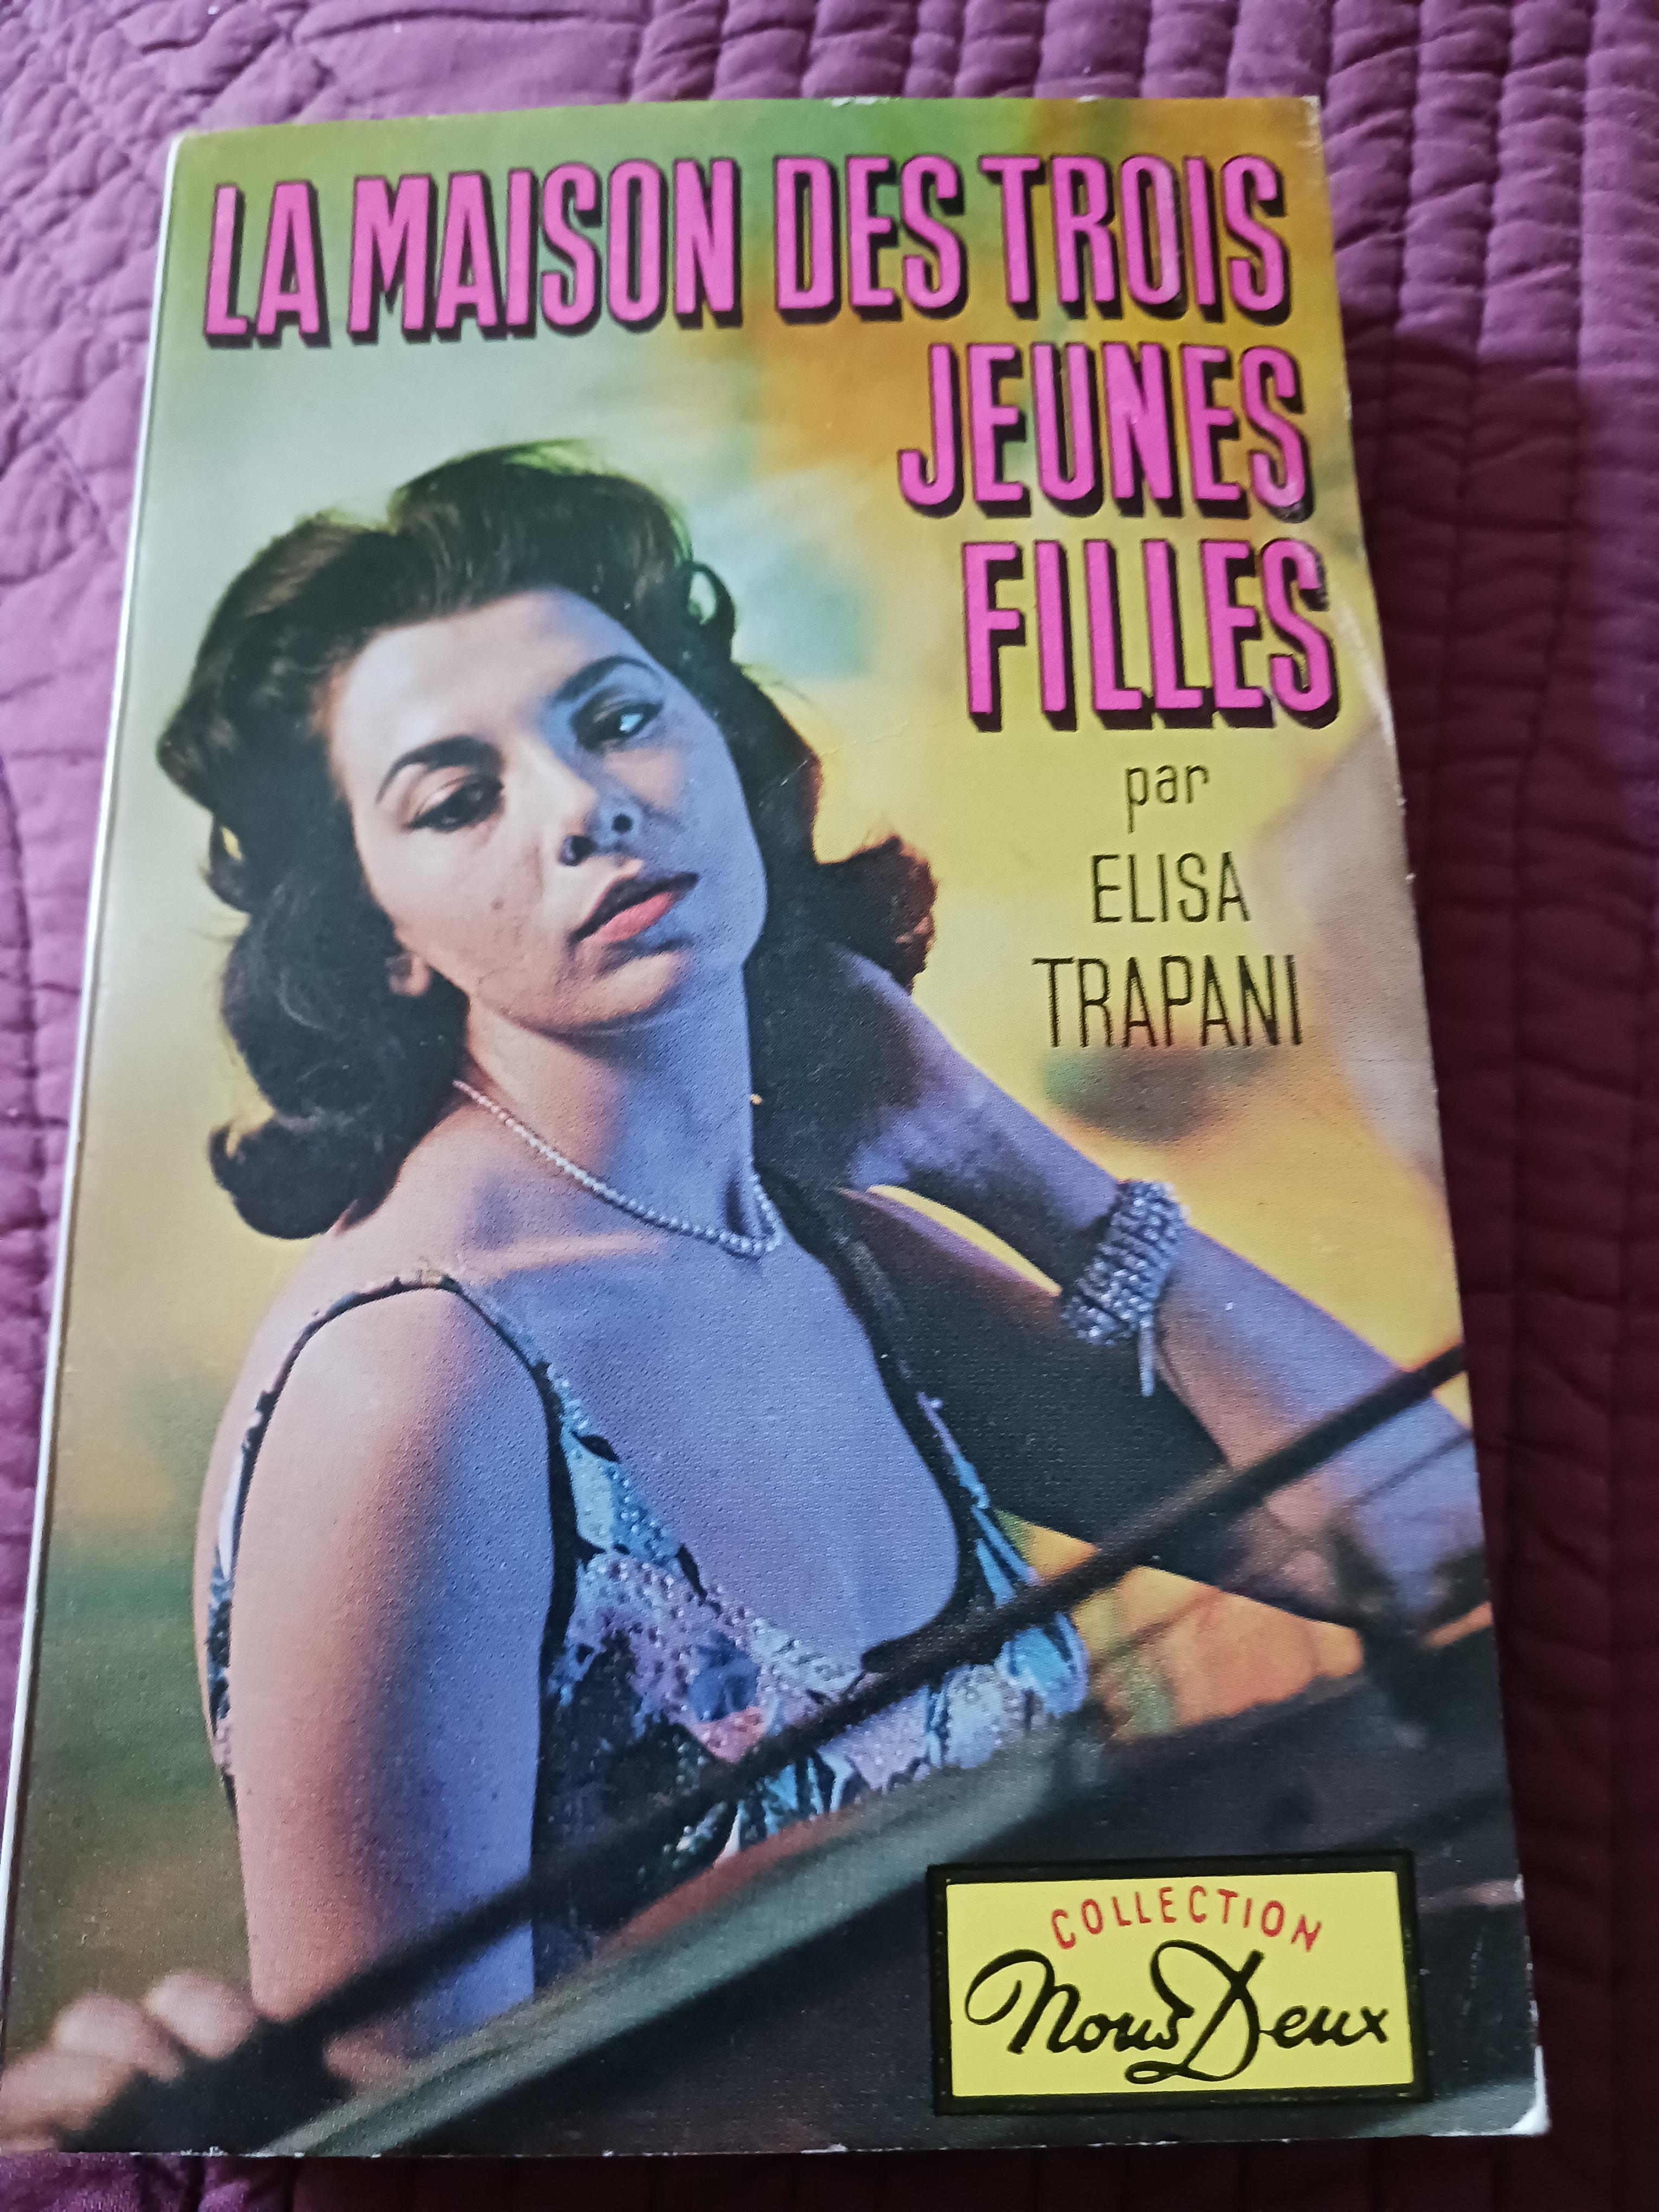 LA MAISON DES TROIS
JEUNES
FILLES
par
ELISA
TRAPANI
COLLECTION
Nous Deux